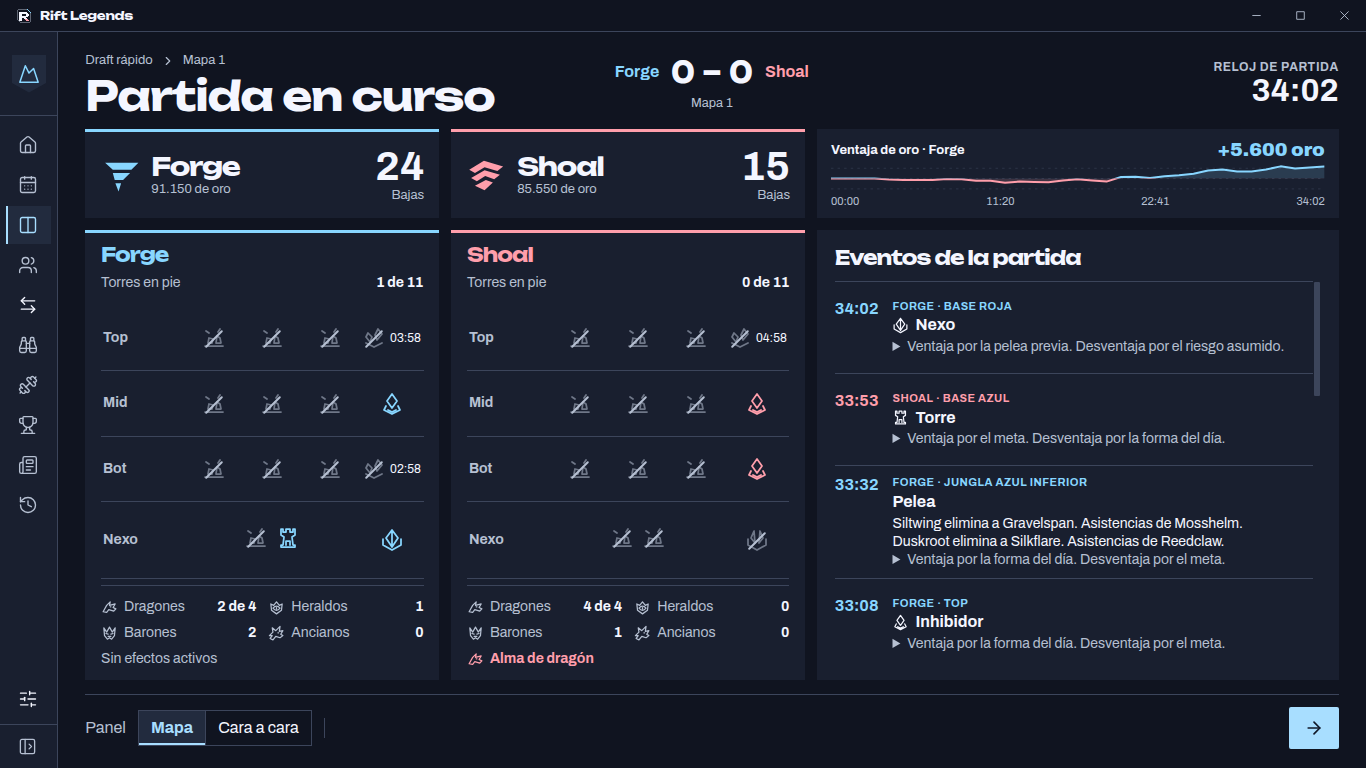 Rift Legends
Draft rápido > Mapa 1
Partida en curso
Forge 0 – 0 Shoal
Mapa 1
RELOJ DE PARTIDA
34:02
Forge
91.150 de oro
24
Bajas
Shoal
85.550 de oro
15
Bajas
Ventaja de oro · Forge
+5.600 oro
00:00 11:20 22:41 34:02
Forge
Torres en pie 1 de 11
Top 03:58
Mid
Bot 02:58
Nexo
Dragones 2 de 4 Heraldos 1
Barones 2 Ancianos 0
Sin efectos activos
Shoal
Torres en pie 0 de 11
Top 04:58
Mid
Bot
Nexo
Dragones 4 de 4 Heraldos 0
Barones 1 Ancianos 0
Alma de dragón
Eventos de la partida
34:02 FORGE · BASE ROJA
Nexo
Ventaja por la pelea previa. Desventaja por el riesgo asumido.
33:53 SHOAL · BASE AZUL
Torre
Ventaja por el meta. Desventaja por la forma del día.
33:32 FORGE · JUNGLA AZUL INFERIOR
Pelea
Siltwing elimina a Gravelspan. Asistencias de Mosshelm.
Duskroot elimina a Silkflare. Asistencias de Reedclaw.
Ventaja por la forma del día. Desventaja por el meta.
33:08 FORGE · TOP
Inhibidor
Ventaja por la forma del día. Desventaja por el meta.
Panel Mapa Cara a cara